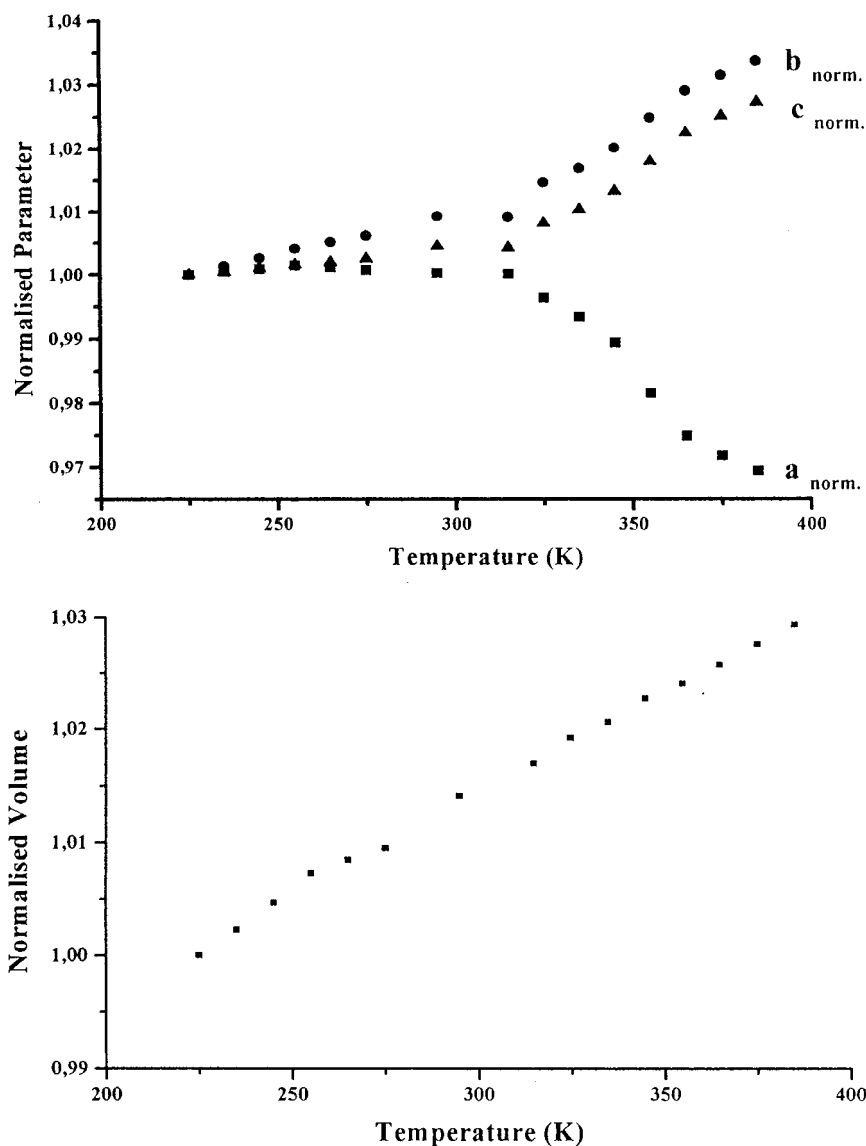 1,04
1,03
1,02
1,01
1,00
0,99
0,98
0,97
Normalised Parameter
b norm.
c norm.
a norm.
200 250 300 350 400
Temperature (K)
1,03
1,02
1,01
1,00
0,99
Normalised Volume
200 250 300 350 400
Temperature (K)